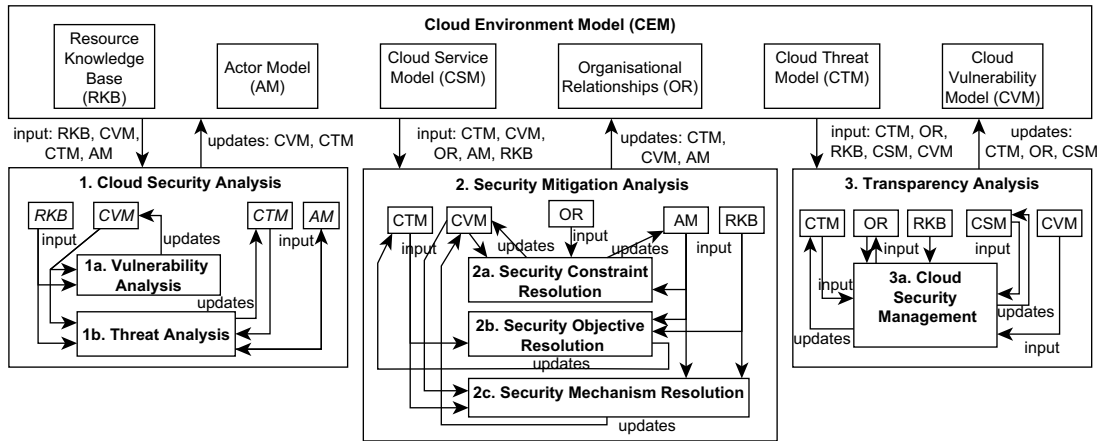 Cloud Environment Model (CEM)
Resource
Knowledge
Base
(RKB)
Actor Model
(AM)
Cloud Service
Model (CSM)
Organisational
Relationships (OR)
Cloud Threat
Model (CTM)
Cloud
Vulnerability
Model (CVM)
input: RKB, CVM,
CTM, AM
updates: CVM, CTM
input: CTM, CVM,
OR, AM, RKB
updates: CTM,
CVM, AM
input: CTM, OR,
RKB, CSM, CVM
updates:
CTM, OR, CSM
1. Cloud Security Analysis
RKB
CVM
CTM
AM
input
updates
input
1a. Vulnerability
Analysis
updates
1b. Threat Analysis
2. Security Mitigation Analysis
CTM
CVM
OR
AM
RKB
input
input
updates
updates
2a. Security Constraint
Resolution
2b. Security Objective
Resolution
updates
2c. Security Mechanism Resolution
updates
3. Transparency Analysis
CTM
OR
RKB
CSM
CVM
input
input
input
3a. Cloud
Security
Management
updates
updates
input